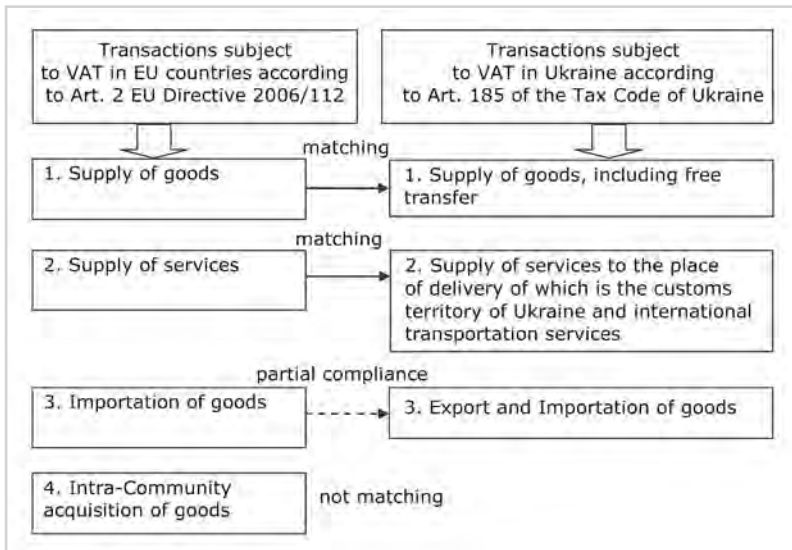 Transactions subject
to VAT in EU countries according
to Art. 2 EU Directive 2006/112
Transactions subject
to VAT in Ukraine according
to Art. 185 of the Tax Code of Ukraine
matching
1. Supply of goods
1. Supply of goods, including free
transfer
matching
2. Supply of services
2. Supply of services to the place
of delivery of which is the customs
territory of Ukraine and international
transportation services
partial compliance
3. Importation of goods
3. Export and Importation of goods
4. Intra-Community
acquisition of goods
not matching